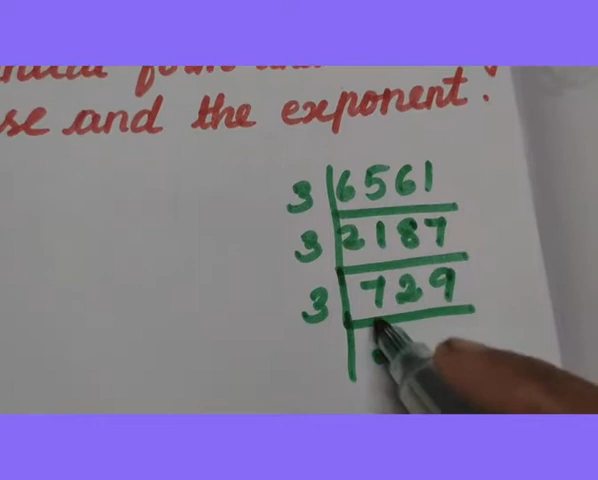 se and the exponent.
3 6561
3 2187
3 729